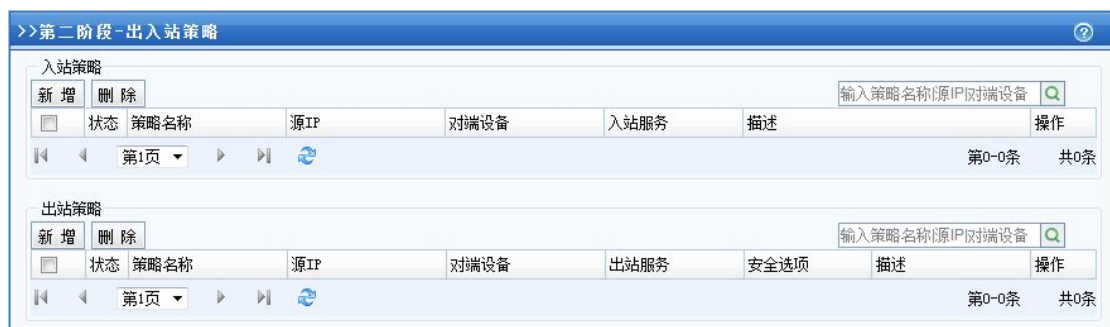 >>第二阶段-出入站策略
入站策略
新增 删除 输入策略名称|源IP|对端设备
状态 策略名称 源IP 对端设备 入站服务 描述 操作
第1页 第0-0条 共0条
出站策略
新增 删除 输入策略名称|源IP|对端设备
状态 策略名称 源IP 对端设备 出站服务 安全选项 描述 操作
第1页 第0-0条 共0条